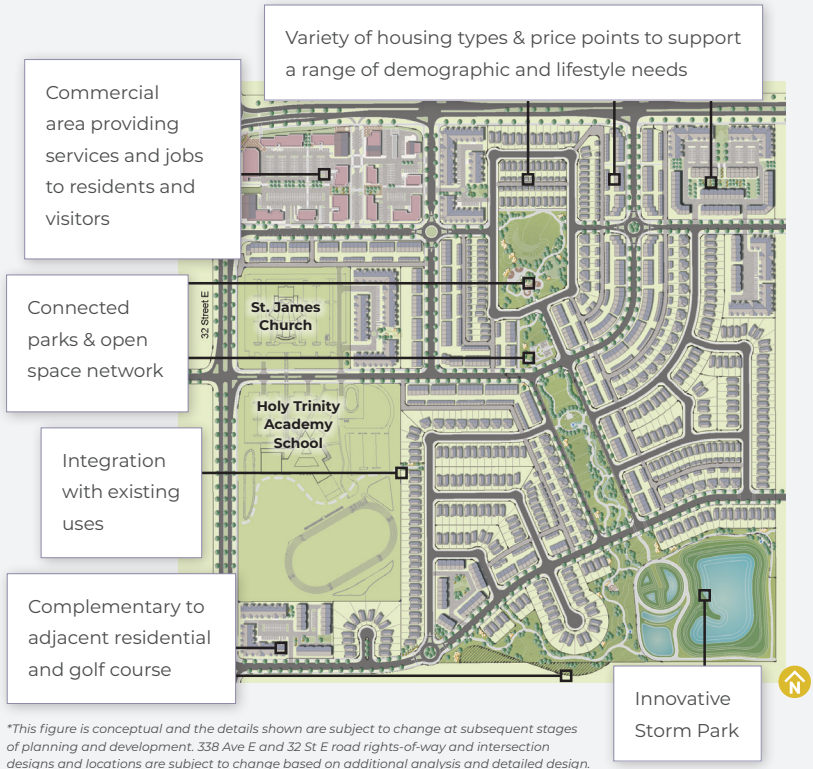 Variety of housing types & price points to support
a range of demographic and lifestyle needs
Commercial
area providing
services and jobs
to residents and
visitors
Connected
parks & open
space network
32 Street E
St. James
Church
Holy Trinity
Academy
School
Integration
with existing
uses
Complementary to
adjacent residential
and golf course
Innovative
Storm Park
N
*This figure is conceptual and the details shown are subject to change at subsequent stages
of planning and development. 338 Ave E and 32 St E road rights-of-way and intersection
designs and locations are subject to change based on additional analysis and detailed design.